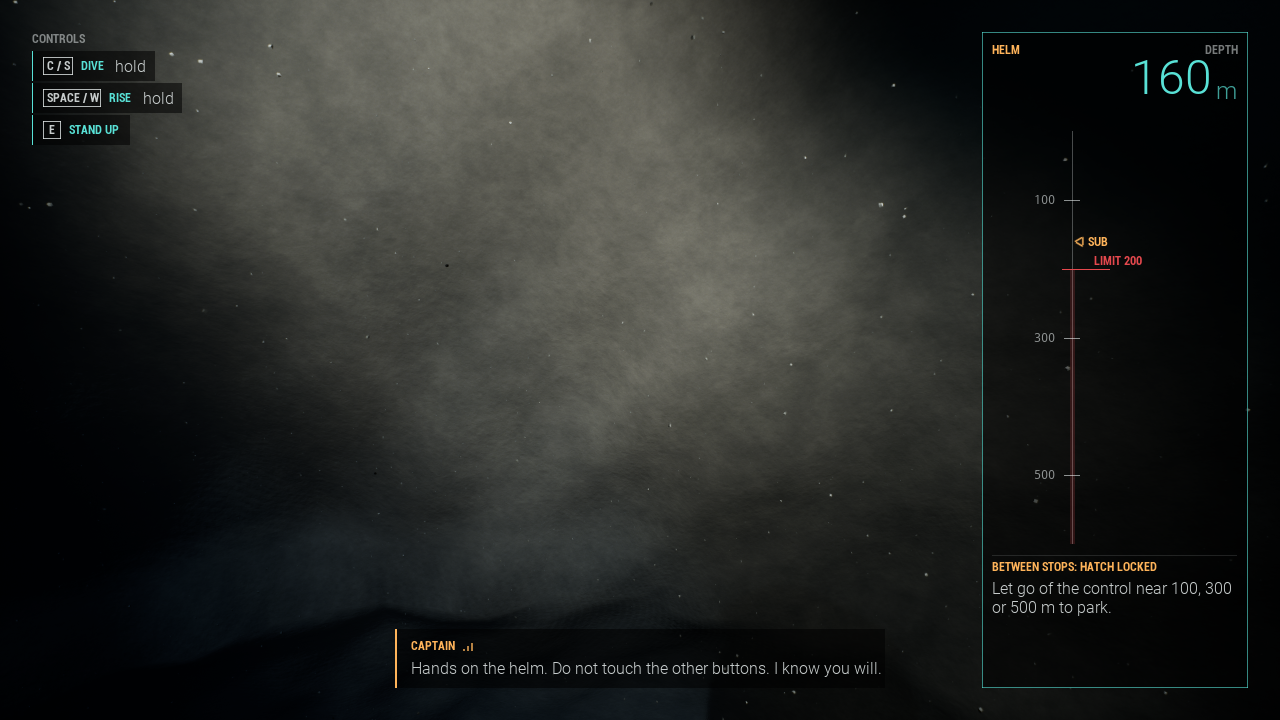 CONTROLS
C / S DIVE hold
SPACE / W RISE hold
E STAND UP
HELM
DEPTH
160 m
100
SUB
LIMIT 200
300
500
BETWEEN STOPS: HATCH LOCKED
Let go of the control near 100, 300
or 500 m to park.
CAPTAIN
Hands on the helm. Do not touch the other buttons. I know you will.